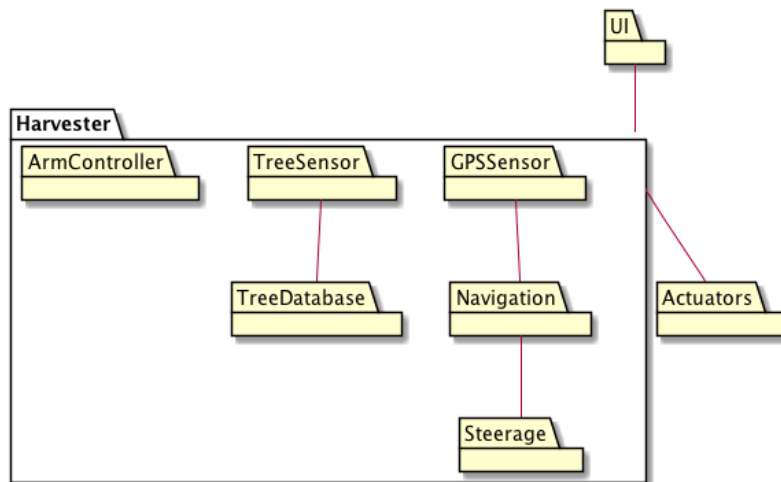 UI
Harvester
ArmController
TreeSensor
GPSSensor
TreeDatabase
Navigation
Actuators
Steerage